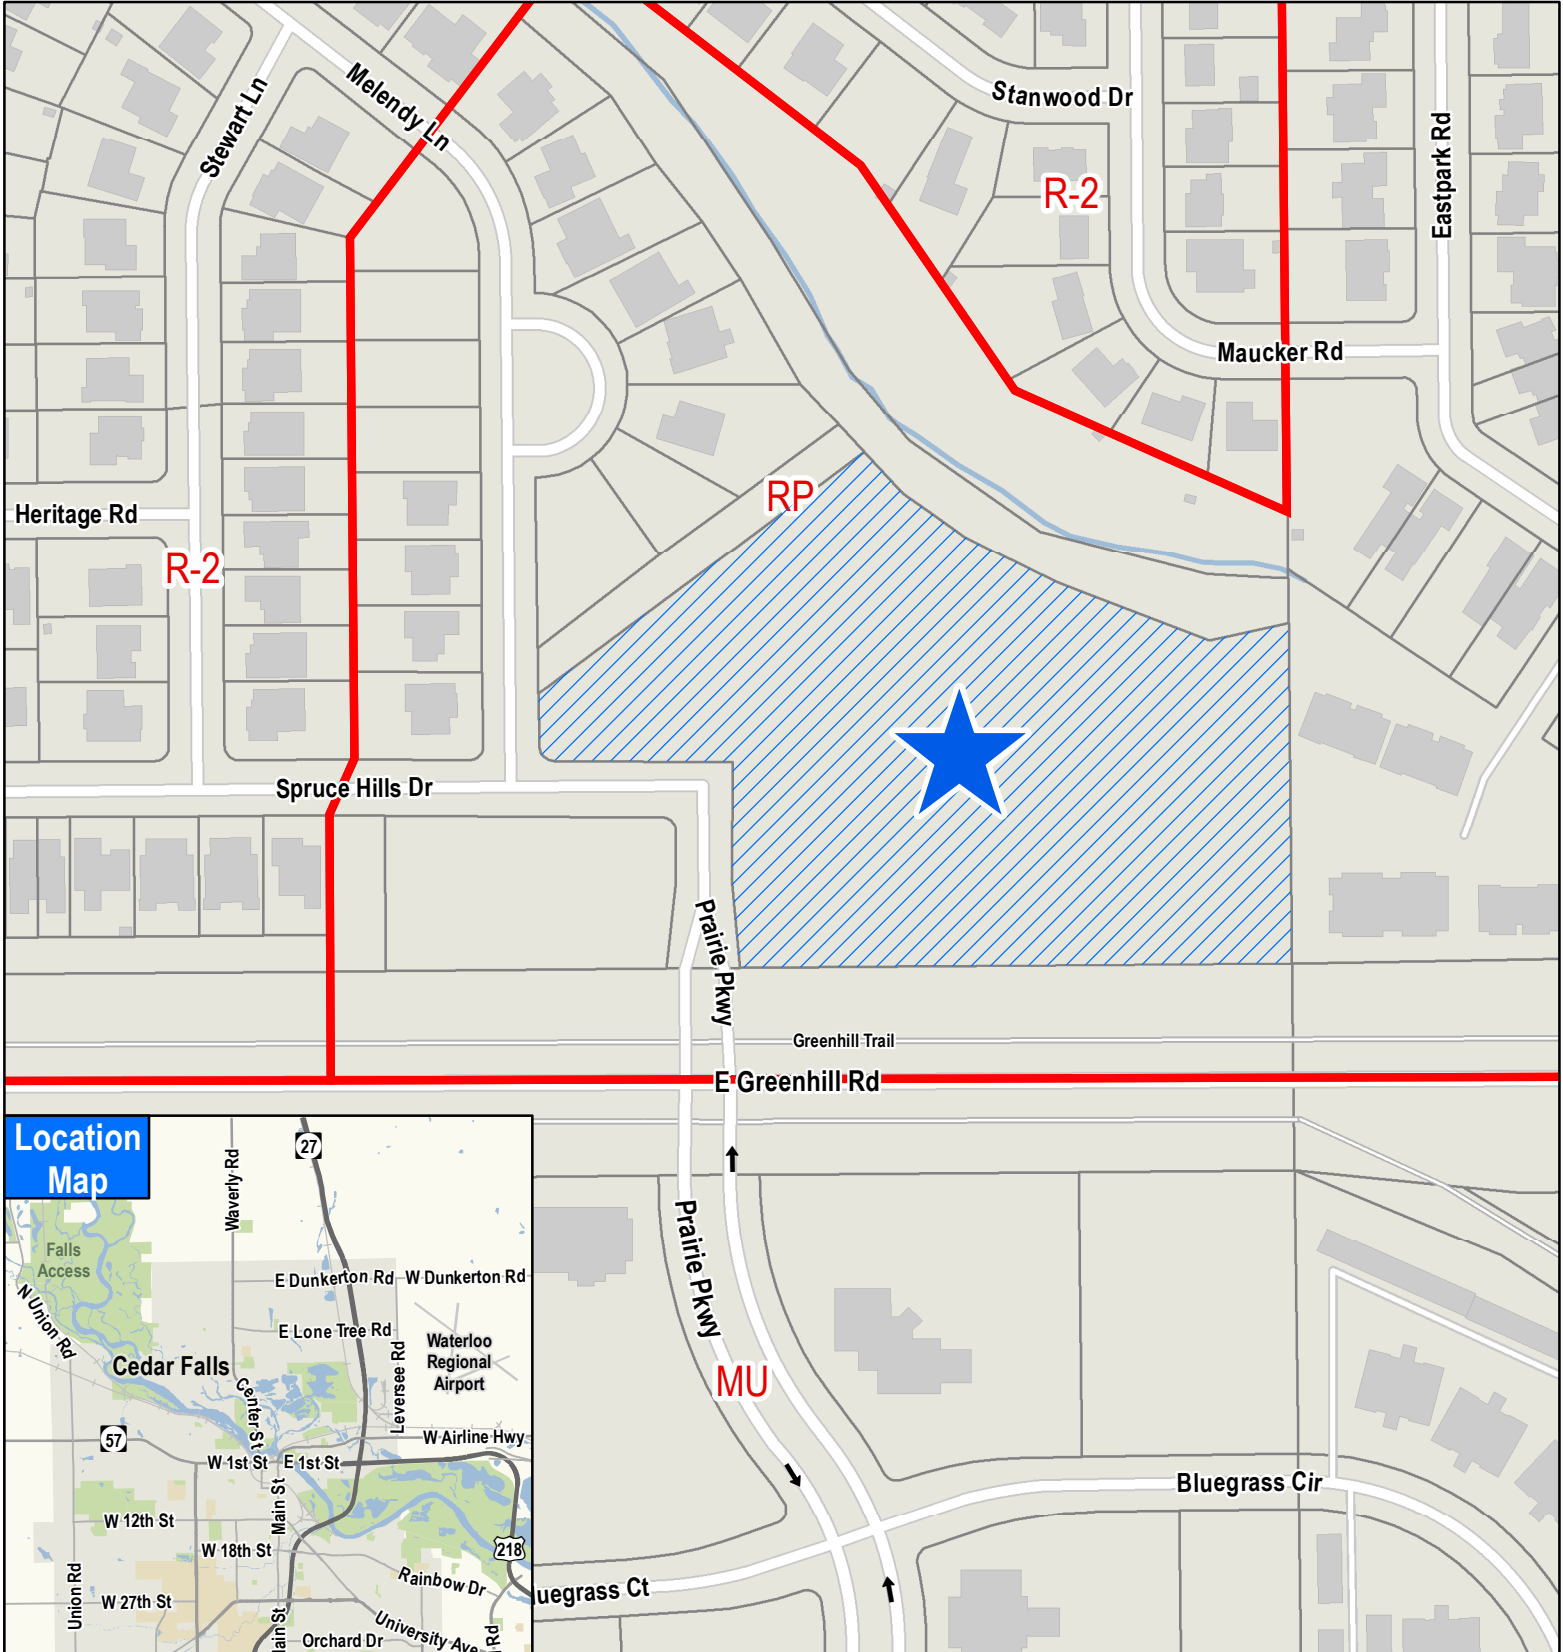 Stewart Ln
Melendy Ln
Stanwood Dr
Eastpark Rd
R-2
Maucker Rd
RP
Heritage Rd
R-2
Spruce Hills Dr
Prairie Pkwy
Greenhill Trail
E Greenhill Rd
Location
Map
27
Waverly Rd
Falls
Access
E Dunkerton Rd
W Dunkerton Rd
N Union Rd
E Lone Tree Rd
Leversee Rd
Waterloo
Regional
Airport
Cedar Falls
Center St
57
W Airline Hwy
W 1st St
E 1st St
Main St
W 12th St
W 18th St
218
Rainbow Dr
Union Rd
W 27th St
University Ave
Orchard Dr
ain St
Rd
Prairie Pkwy
MU
Bluegrass Cir
luegrass Ct